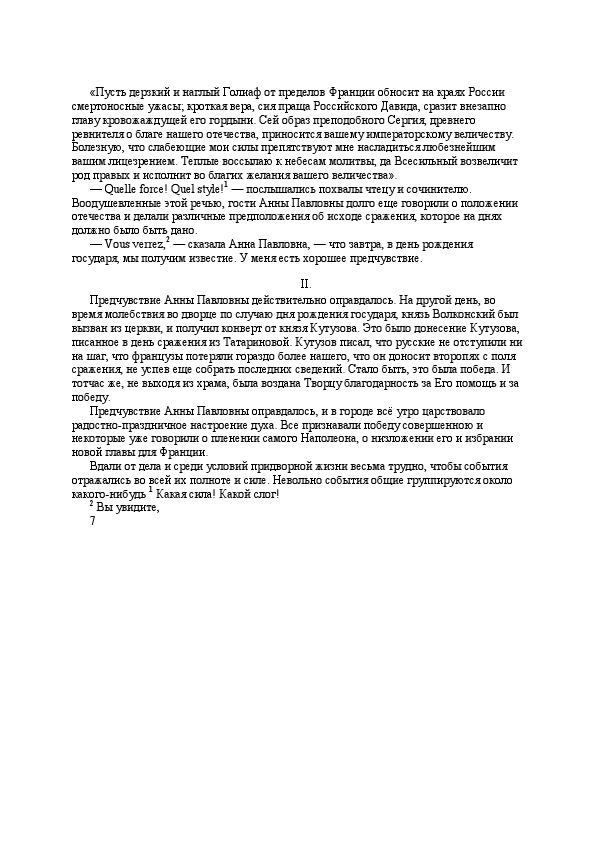 «Пусть дерзкий и наглый Голиаф от пределов Франции обносит на краях России
смертоносные ужасы; кроткая вера, сия праща Российского Давида, сразит внезапно
главу кровожаждущей его гордыни. Сей образ преподобного Сергия, древнего
ревнителя о благе нашего отечества, приносится вашему императорскому величеству.
Болезную, что слабеющие мои силы препятствуют мне насладиться любезнейшим
вашим лицезрением. Теплые воссылаю к небесам молитвы, да Всесильный возвеличит
род правых и исполнит во благих желания вашего величества».
— Quelle force! Quel style!1 — послышались похвалы чтецу и сочинителю.
Воодушевленные этой речью, гости Анны Павловны долго еще говорили о положении
отечества и делали различные предположения об исходе сражения, которое на днях
должно было быть дано.
— Vous verrez,2 — сказала Анна Павловна, — что завтра, в день рождения
государя, мы получим известие. У меня есть хорошее предчувствие.
II.
Предчувствие Анны Павловны действительно оправдалось. На другой день, во
время молебствия во дворце по случаю дня рождения государя, князь Волконский был
вызван из церкви, и получил конверт от князя Кутузова. Это было донесение Кутузова,
писанное в день сражения из Татариновой. Кутузов писал, что русские не отступили ни
на шаг, что французы потеряли гораздо более нашего, что он доносит второпях с поля
сражения, не успев еще собрать последних сведений. Стало быть, это была победа. И
тотчас же, не выходя из храма, была воздана Творцу благодарность за Его помощь и за
победу.
Предчувствие Анны Павловны оправдалось, и в городе всё утро царствовало
радостно-праздничное настроение духа. Все признавали победу совершенною и
некоторые уже говорили о пленении самого Наполеона, о низложении его и избрании
новой главы для Франции.
Вдали от дела и среди условий придворной жизни весьма трудно, чтобы события
отражались во всей их полноте и силе. Невольно события общие группируются около
какого-нибудь 1 Какая сила! Какой слог!
2 Вы увидите,
7